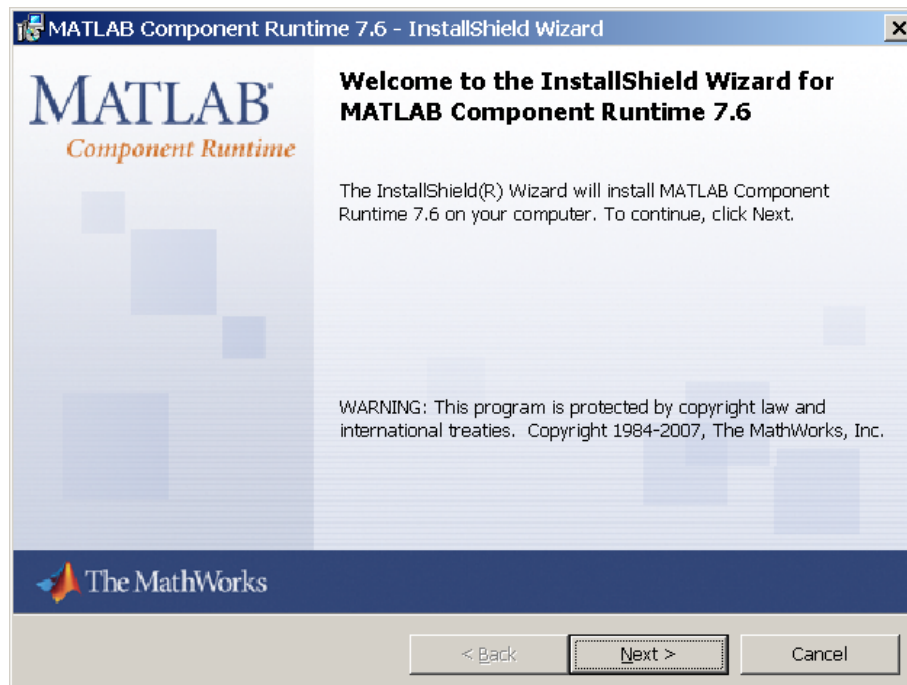 MATLAB Component Runtime 7.6 - InstallShield Wizard
MATLAB
Component Runtime
Welcome to the InstallShield Wizard for
MATLAB Component Runtime 7.6
The InstallShield(R) Wizard will install MATLAB Component
Runtime 7.6 on your computer. To continue, click Next.
WARNING: This program is protected by copyright law and
international treaties.  Copyright 1984-2007, The MathWorks, Inc.
The MathWorks
< Back
Next >
Cancel